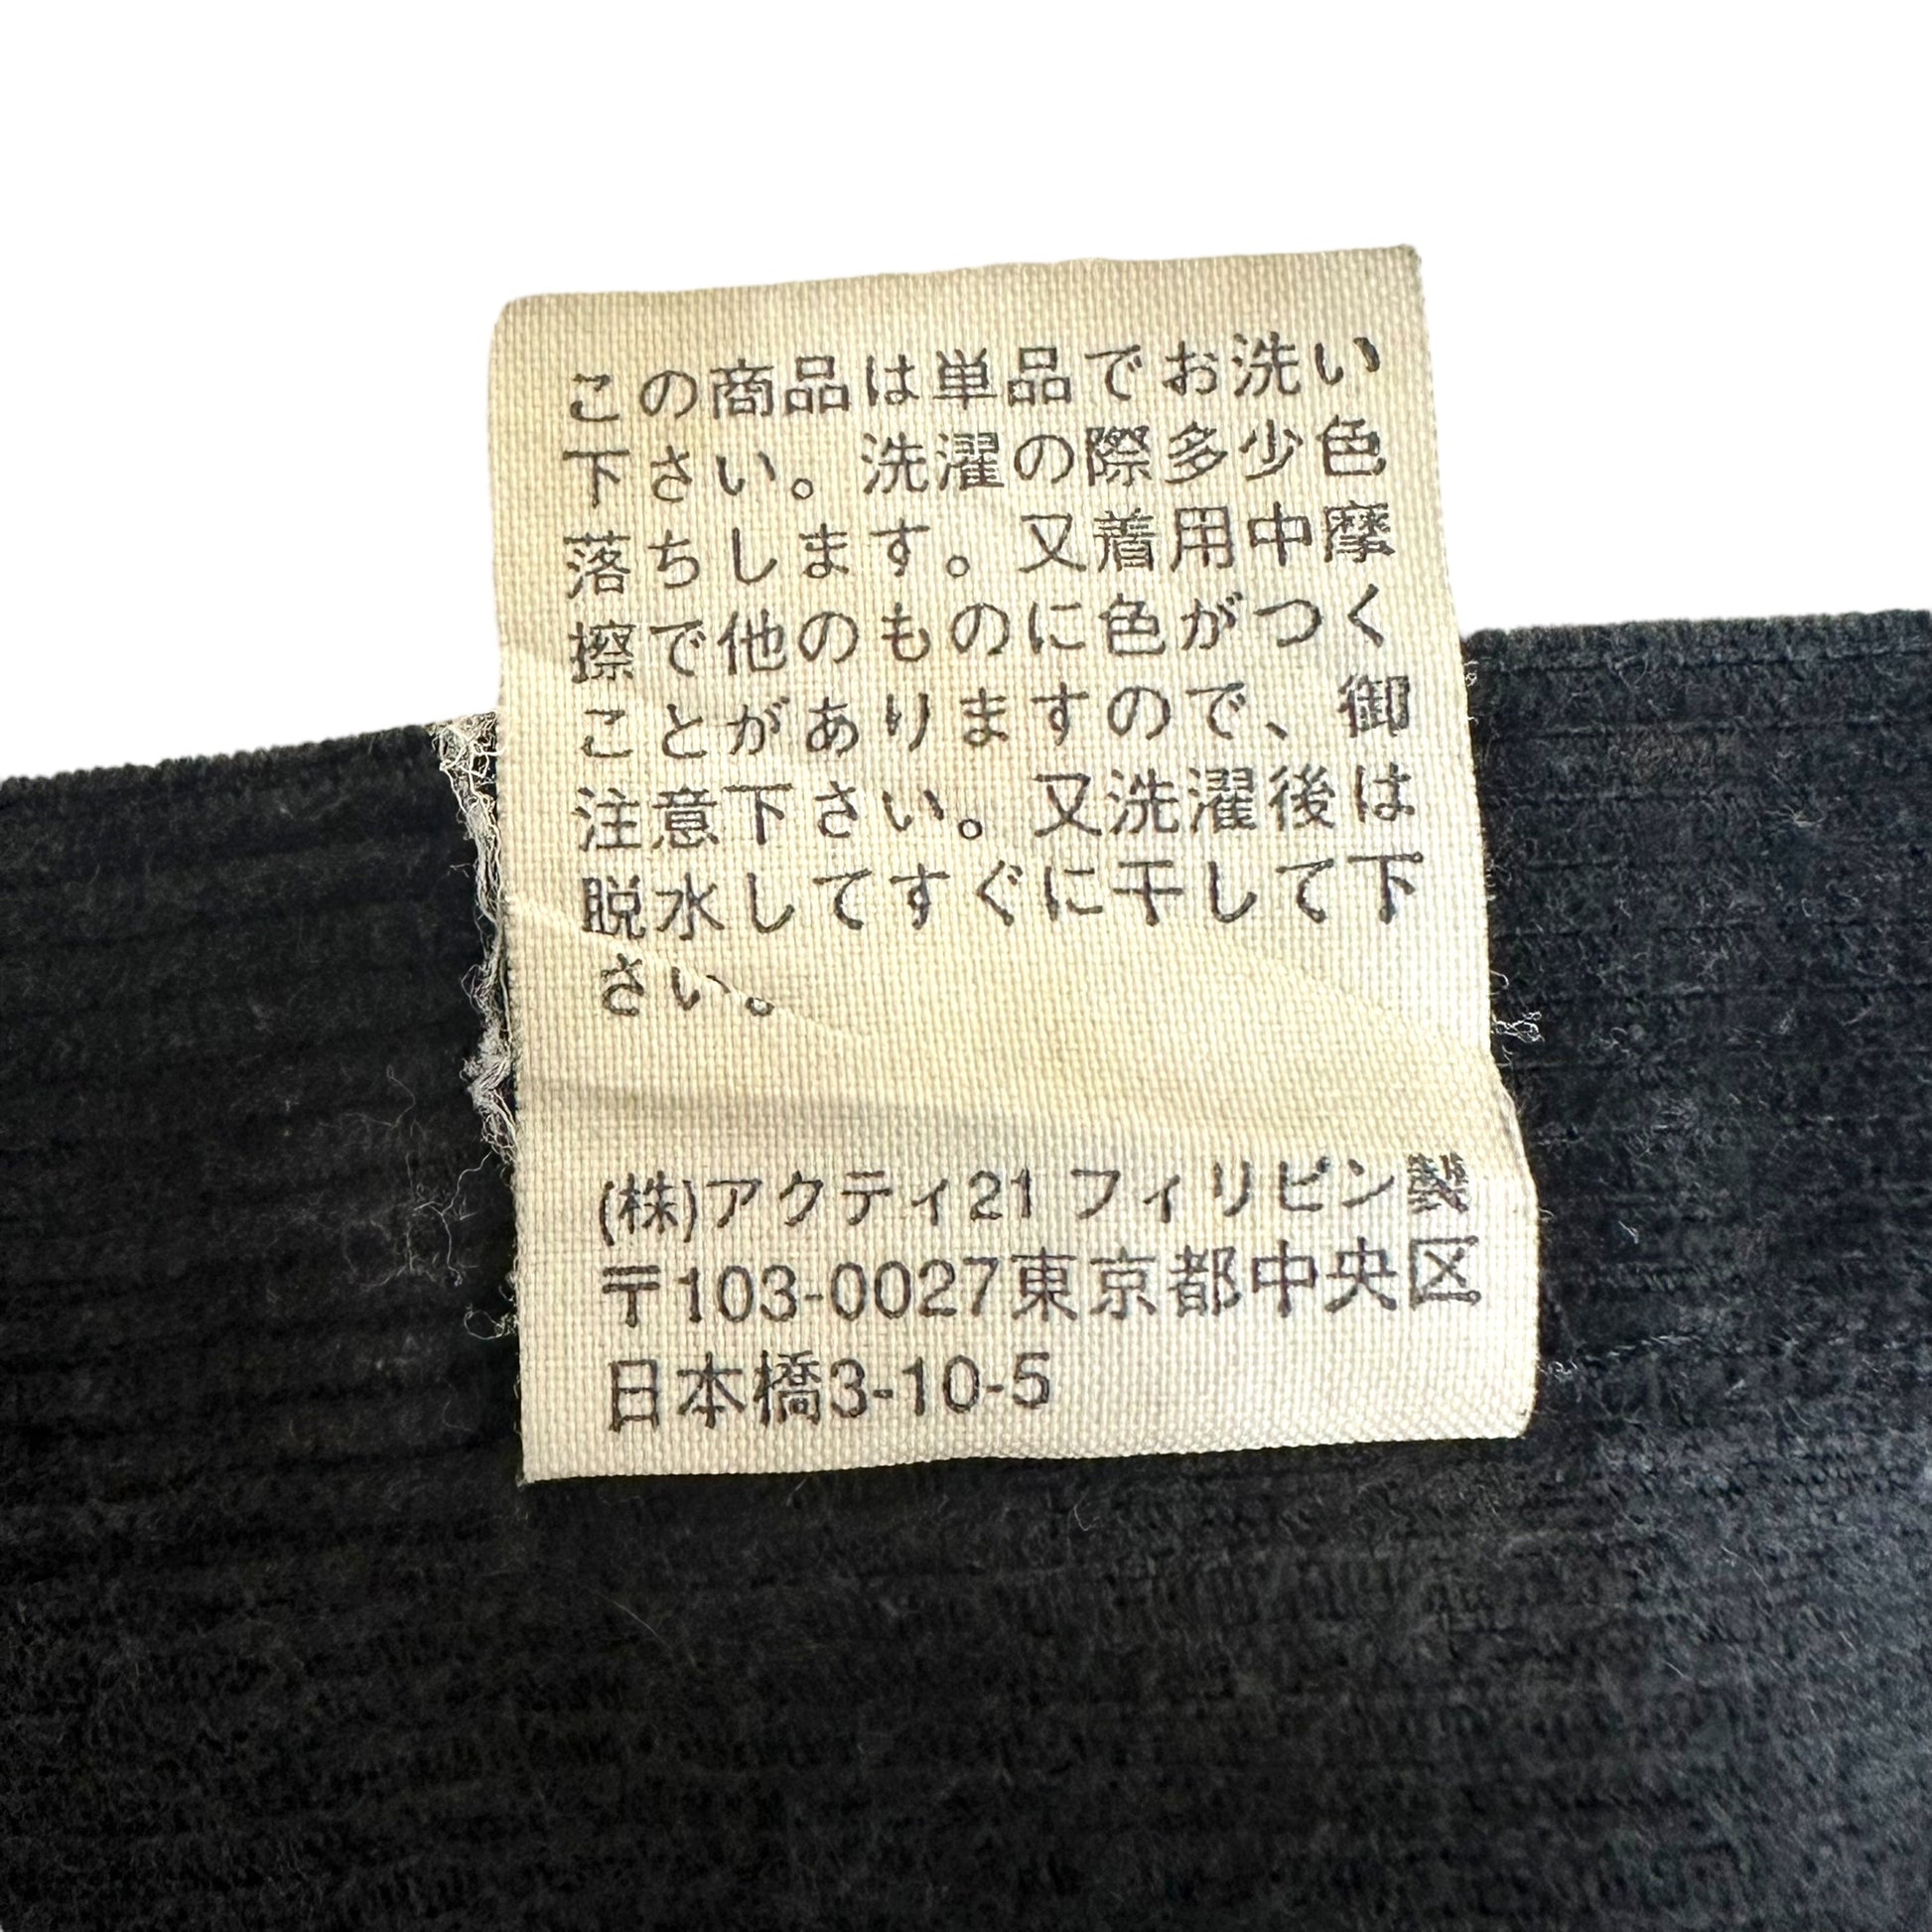 この商品は単品でお洗い
下さい。洗濯の際多少色
落ちします。又着用中摩
擦で他のものに色がつく
ことがありますので、御
注意下さい。又洗濯後は
脱水してすぐに干して下
さい。
(株)アクティ21 フィリピン製
〒103-0027東京都中央区
日本橋3-10-5